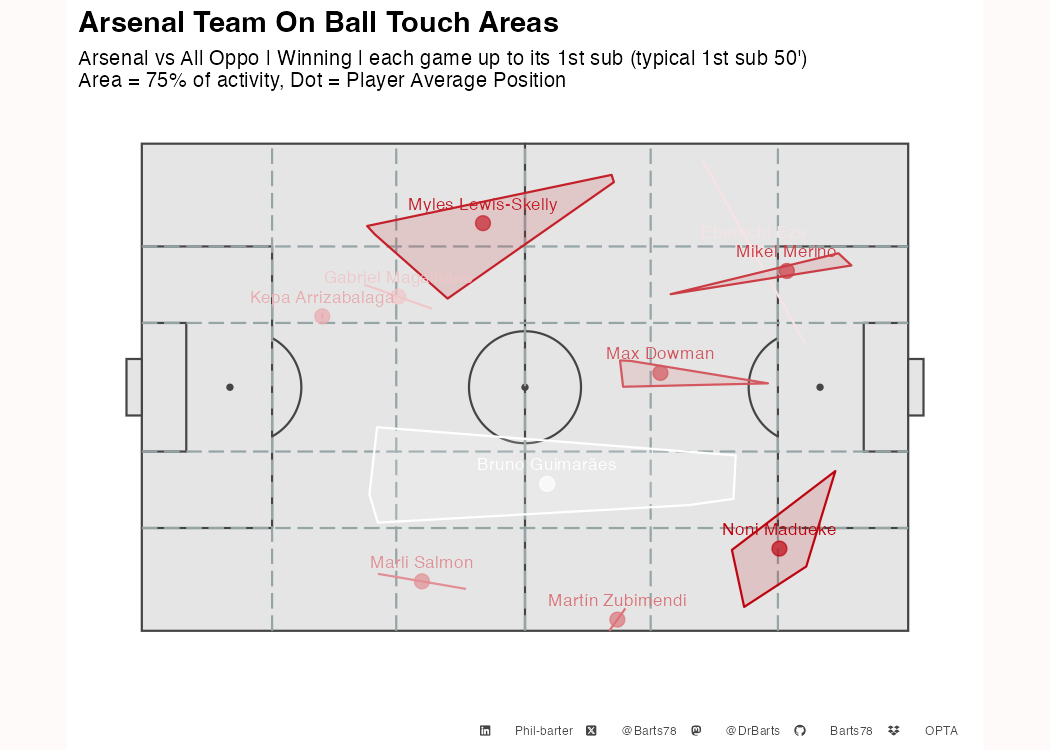 Arsenal Team On Ball Touch Areas
Arsenal vs All Oppo | Winning | each game up to its 1st sub (typical 1st sub 50')
Area = 75% of activity, Dot = Player Average Position
Myles Lewis-Skelly
Mikel Merino
Gabriel Magalhães
Kepa Arrizabalaga
Max Dowman
Bruno Guimarães
Noni Madueke
Marli Salmon
Martín Zubimendi
Phil-barter @Barts78 @DrBarts Barts78 OPTA